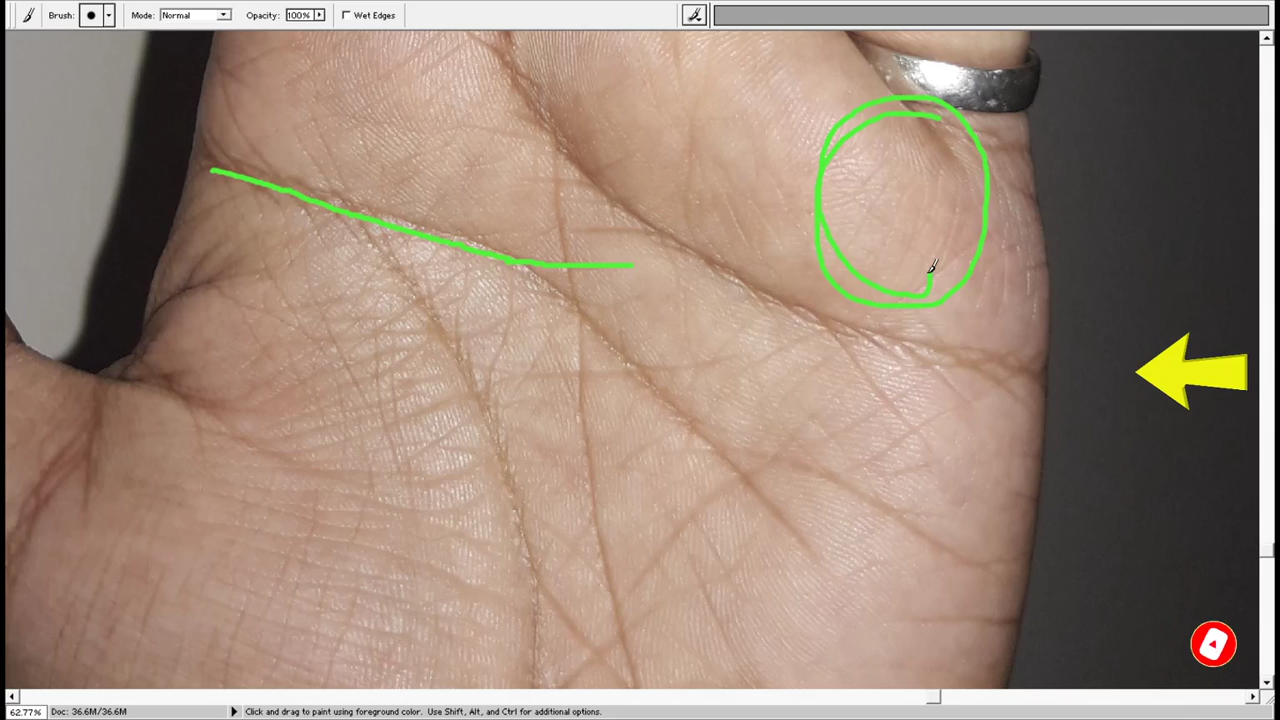 Brush: Mode: Normal Opacity: 100% Wet Edges
62.77% Doc: 36.6M/36.6M Click and drag to paint using foreground color. Use Shift, Alt, and Ctrl for additional options.